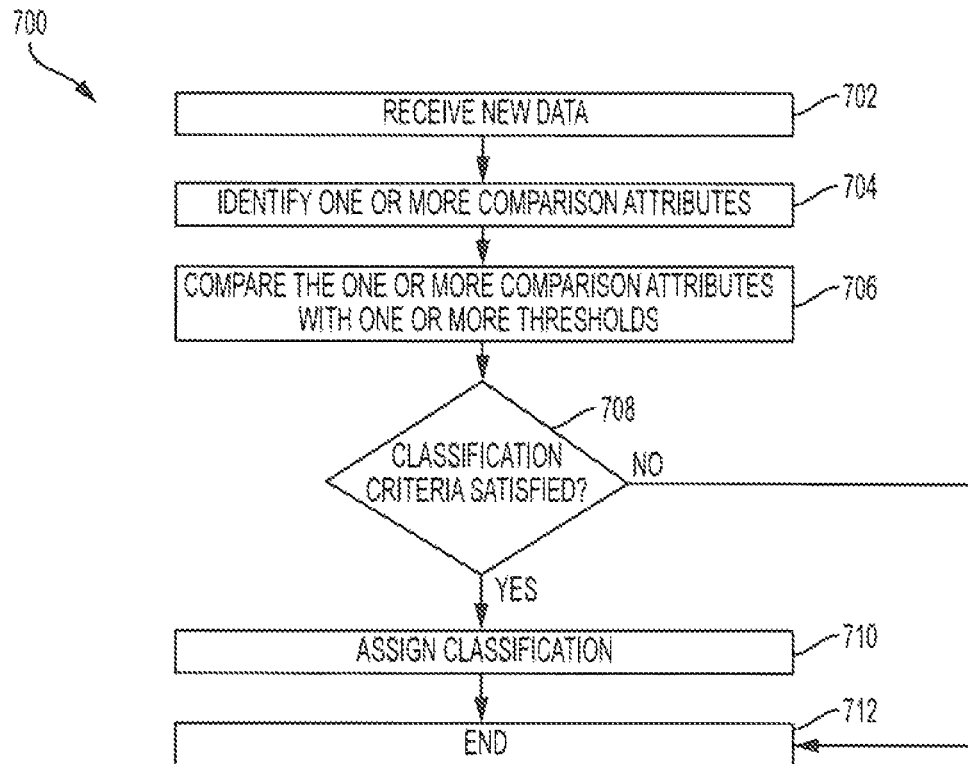 700
RECEIVE NEW DATA
702
IDENTIFY ONE OR MORE COMPARISON ATTRIBUTES
704
COMPARE THE ONE OR MORE COMPARISON ATTRIBUTES
WITH ONE OR MORE THRESHOLDS
706
708
CLASSIFICATION
CRITERIA SATISFIED?
NO
YES
ASSIGN CLASSIFICATION
710
END
712